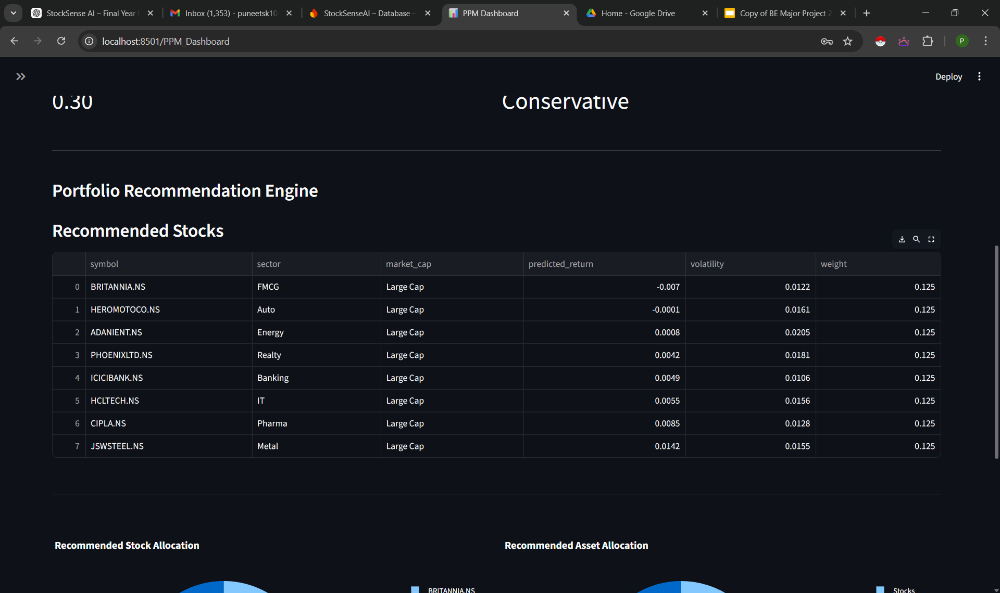 StockSense AI – Final Year
Inbox (1,353) - puneetsk10
StockSenseAI – Database –
PPM Dashboard
Home - Google Drive
Copy of BE Major Project 2
localhost:8501/PPM_Dashboard
P
Deploy
0.30 Conservative
Portfolio Recommendation Engine
Recommended Stocks
symbol sector market_cap predicted_return volatility weight
0 BRITANNIA.NS FMCG Large Cap -0.007 0.0122 0.125
1 HEROMOTOCO.NS Auto Large Cap -0.0001 0.0161 0.125
2 ADANIENT.NS Energy Large Cap 0.0008 0.0205 0.125
3 PHOENIXLTD.NS Realty Large Cap 0.0042 0.0181 0.125
4 ICICIBANK.NS Banking Large Cap 0.0049 0.0106 0.125
5 HCLTECH.NS IT Large Cap 0.0055 0.0156 0.125
6 CIPLA.NS Pharma Large Cap 0.0085 0.0128 0.125
7 JSWSTEEL.NS Metal Large Cap 0.0142 0.0155 0.125
Recommended Stock Allocation Recommended Asset Allocation
BRITANNIA.NS Stocks